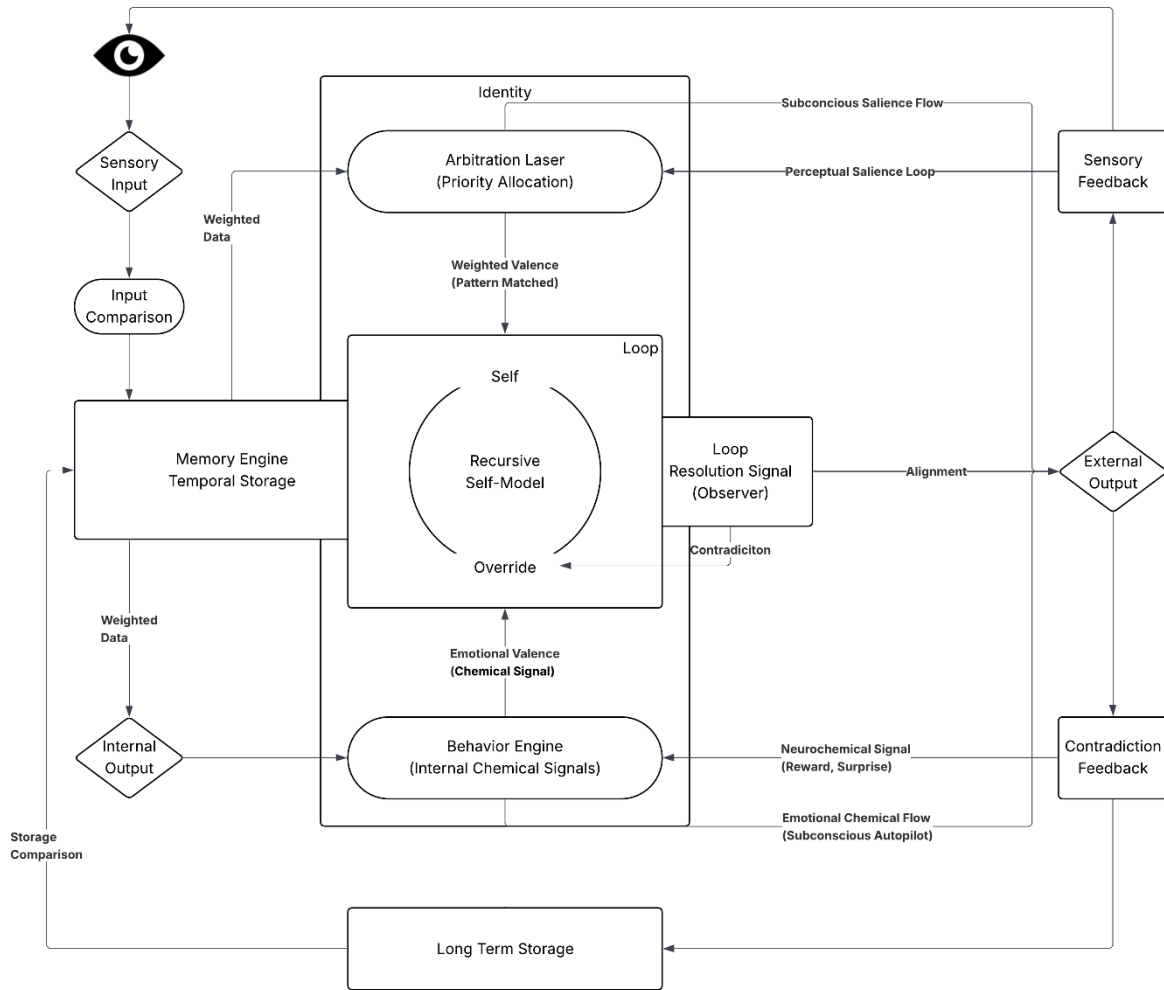 Identity
Subconcious Salience Flow
Arbitration Laser
(Priority Allocation)
Perceptual Salience Loop
Sensory
Feedback
Sensory
Input
Weighted
Data
Weighted Valence
(Pattern Matched)
Input
Comparison
Loop
Self
Memory Engine
Temporal Storage
Recursive
Self-Model
Loop
Resolution Signal
(Observer)
Alignment
External
Output
Contradiciton
Override
Weighted
Data
Emotional Valence
(Chemical Signal)
Internal
Output
Behavior Engine
(Internal Chemical Signals)
Neurochemical Signal
(Reward, Surprise)
Contradiction
Feedback
Emotional Chemical Flow
(Subconscious Autopilot)
Storage
Comparison
Long Term Storage